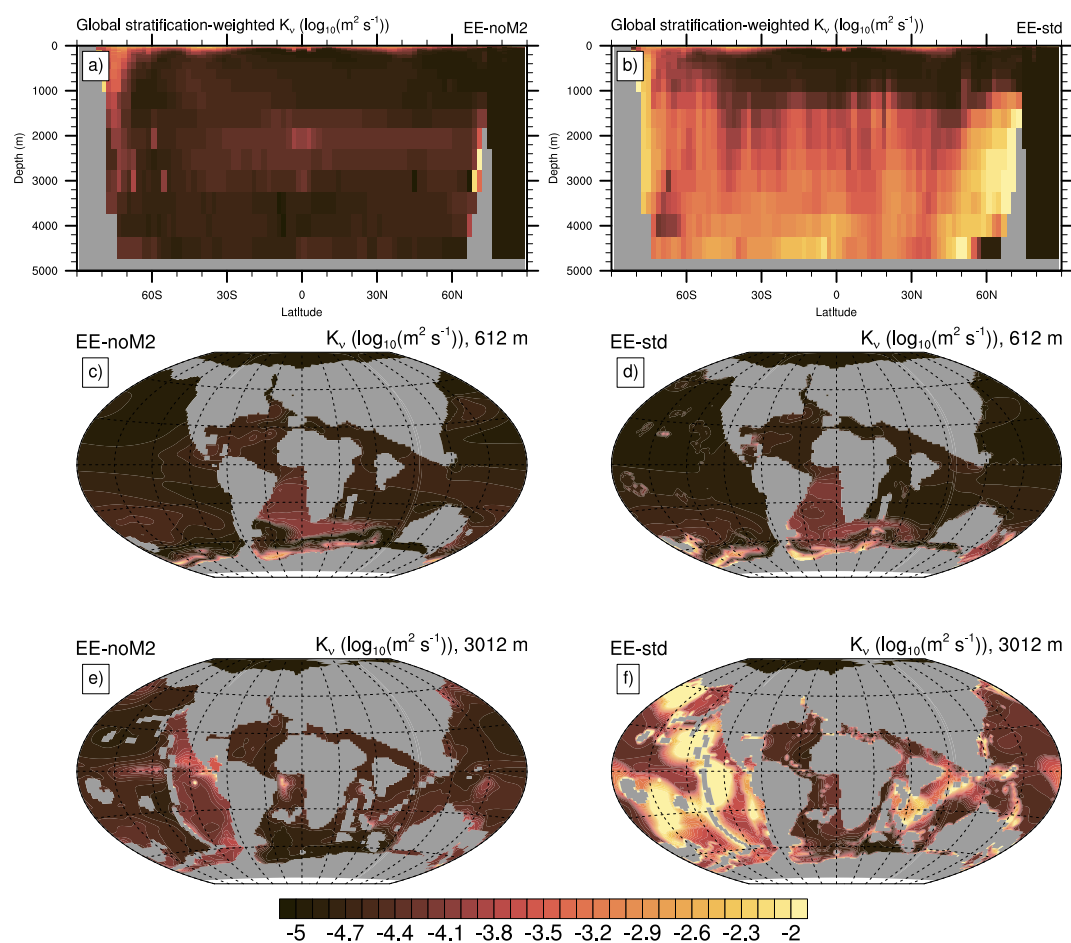 Global stratification-weighted Kᵥ (log₁₀(m² s⁻¹)) EE-noM2
Global stratification-weighted Kᵥ (log₁₀(m² s⁻¹)) EE-std
a)
b)
0
1000
2000
3000
4000
5000
Depth (m)
60S 30S 0 30N 60N
Latitude
0
1000
2000
3000
4000
5000
Depth (m)
60S 30S 0 30N 60N
Latitude
EE-noM2 Kᵥ (log₁₀(m² s⁻¹)), 612 m
c)
EE-std Kᵥ (log₁₀(m² s⁻¹)), 612 m
d)
EE-noM2 Kᵥ (log₁₀(m² s⁻¹)), 3012 m
e)
EE-std Kᵥ (log₁₀(m² s⁻¹)), 3012 m
f)
-5 -4.7 -4.4 -4.1 -3.8 -3.5 -3.2 -2.9 -2.6 -2.3 -2